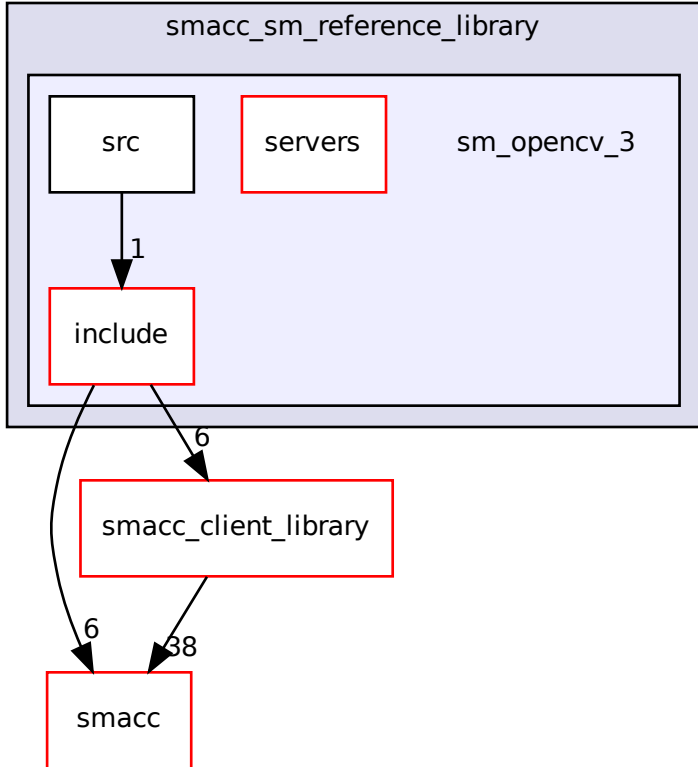 smacc_sm_reference_library
src
servers
sm_opencv_3
1
include
6
smacc_client_library
6
38
smacc